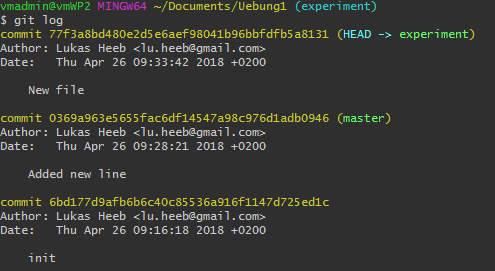 vmadmin@vmWP2 MINGW64 ~/Documents/Uebung1 (experiment)
$ git log
commit 77f3a8bd480e2d5e6aef98041b96bbfdfb5a8131 (HEAD -> experiment)
Author: Lukas Heeb <lu.heeb@gmail.com>
Date:   Thu Apr 26 09:33:42 2018 +0200
    New file
commit 0369a963e5655fac6df14547a98c976d1adb0946 (master)
Author: Lukas Heeb <lu.heeb@gmail.com>
Date:   Thu Apr 26 09:28:21 2018 +0200
    Added new line
commit 6bd177d9afb6b6c40c85536a916f1147d725ed1c
Author: Lukas Heeb <lu.heeb@gmail.com>
Date:   Thu Apr 26 09:16:18 2018 +0200
    init